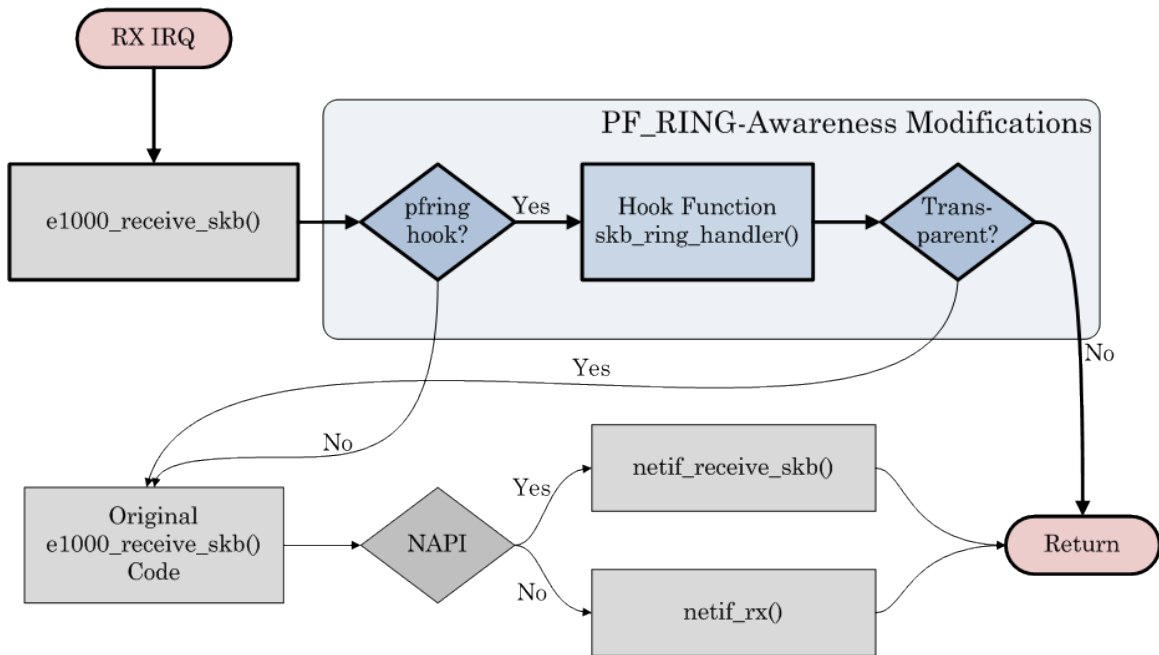 RX IRQ
PF_RING-Awareness Modifications
e1000_receive_skb()
pfring
hook?
Yes
Hook Function
skb_ring_handler()
Trans-
parent?
No
Yes
No
Original
e1000_receive_skb()
Code
NAPI
Yes
No
netif_receive_skb()
netif_rx()
Return